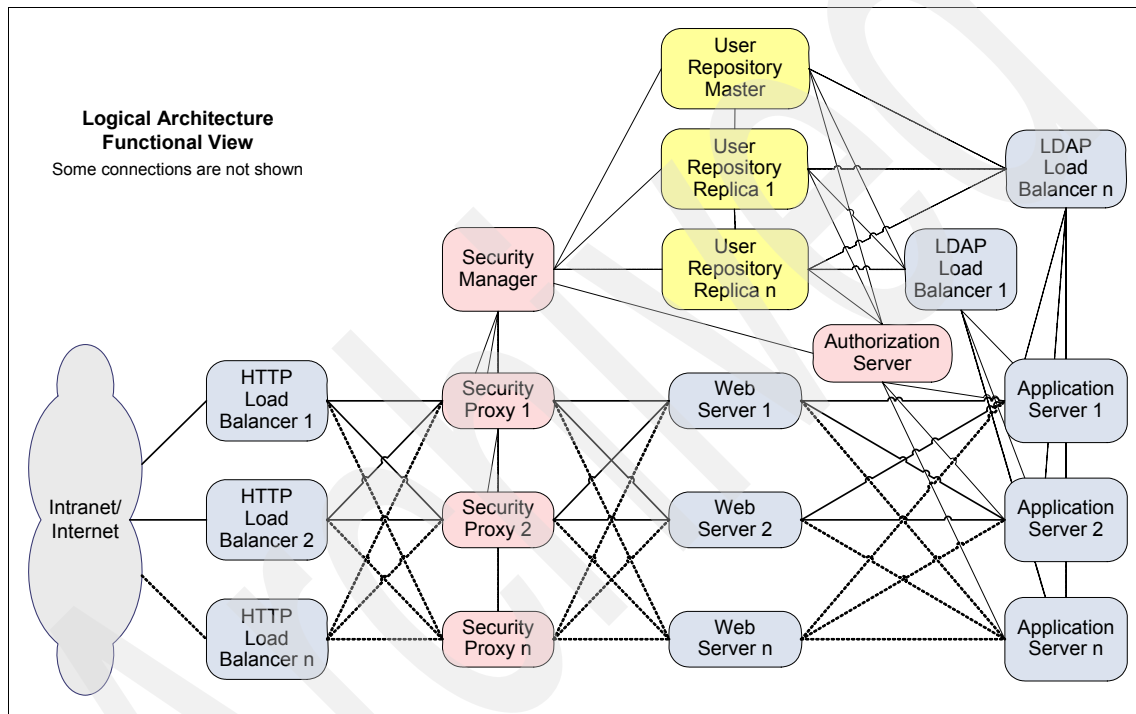 Logical Architecture
Functional View
Some connections are not shown
User
Repository
Master
User
Repository
Replica 1
User
Repository
Replica n
LDAP
Load
Balancer n
LDAP
Load
Balancer 1
Security
Manager
Authorization
Server
Intranet/
Internet
HTTP
Load
Balancer 1
Security
Proxy 1
Web
Server 1
Application
Server 1
HTTP
Load
Balancer 2
Security
Proxy 2
Web
Server 2
Application
Server 2
HTTP
Load
Balancer n
Security
Proxy n
Web
Server n
Application
Server n
Archived